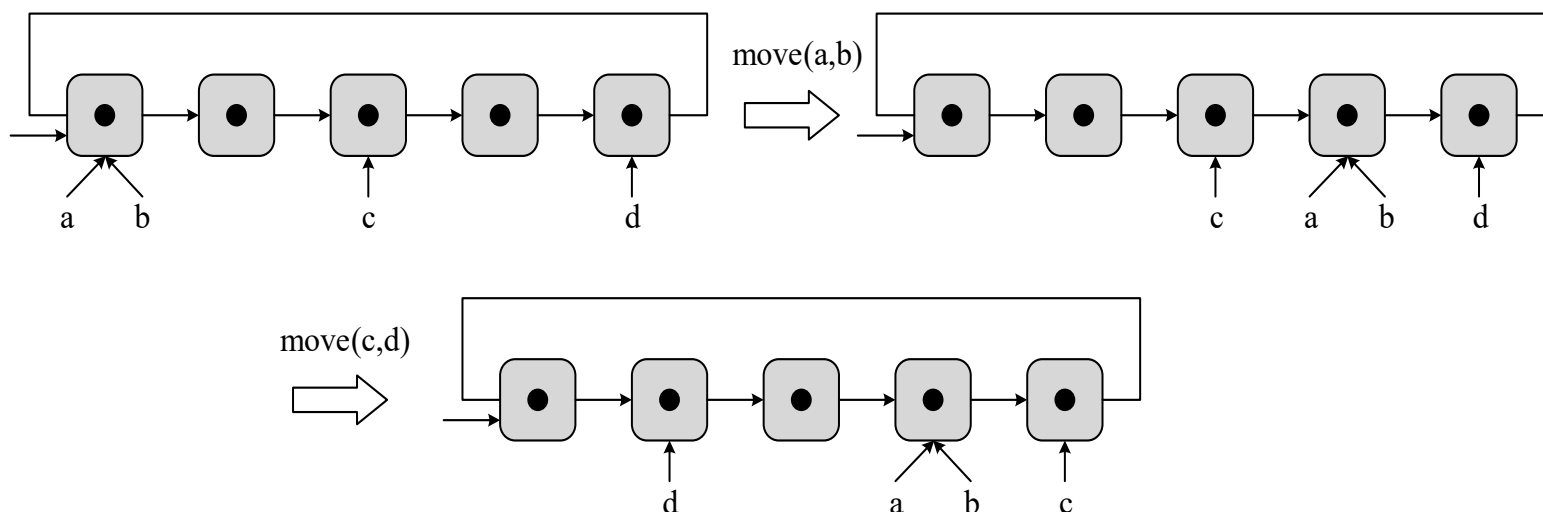 move(a,b)
a b c d
c a b d
move(c,d)
d a b c